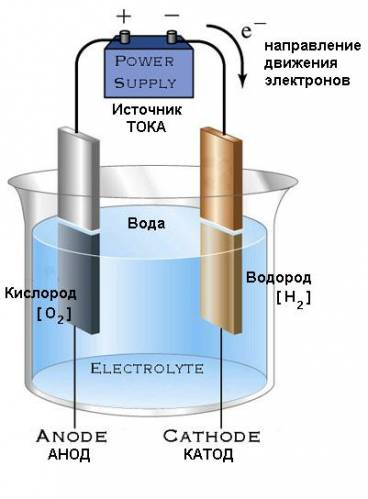 + −
e⁻
направление
движения
электронов
POWER
SUPPLY
Источник
ТОКА
Вода
Кислород
[O₂]
Водород
[H₂]
ELECTROLYTE
ANODE
АНОД
CATHODE
КАТОД